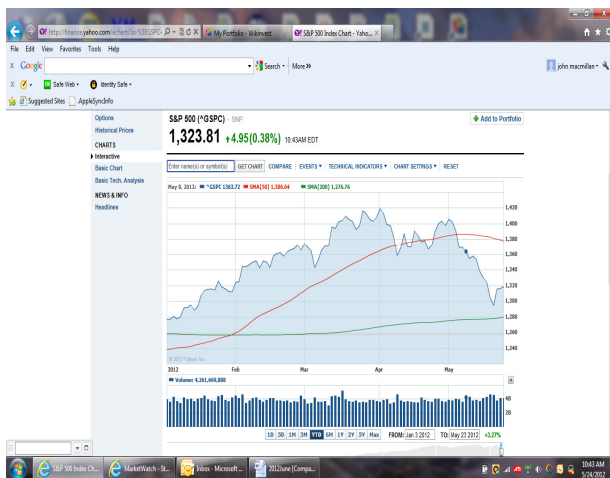 http://finance.yahoo.com/echarts?s=%5EGSPC
My Portfolio - Wikinvest
S&P 500 Index Chart - Yaho... X
File Edit View Favorites Tools Help
X Google
Search More >>
john macmillan
X Safe Web Identity Safe
Suggested Sites AppleSyncInfo
Options
Historical Prices
CHARTS
Interactive
Basic Chart
Basic Tech. Analysis
NEWS & INFO
Headlines
S&P 500 (^GSPC) - SNP
Add to Portfolio
1,323.81 4.95(0.38%) 10:43AM EDT
Enter name(s) or symbol(s) GET CHART COMPARE EVENTS TECHNICAL INDICATORS CHART SETTINGS RESET
May 8, 2012: ^GSPC 1363.72 SMA(50) 1,386.64 SMA(200) 1,276.76
1,420
1,400
1,380
1,360
1,340
1,320
1,300
1,280
1,260
1,240
© 2012 Yahoo! Inc.
2012 Feb Mar Apr May
Volume: 4,261,669,888
4B
2B
1D 5D 1M 3M YTD 6M 1Y 2Y 5Y Max FROM: Jan 3 2012 TO: May 23 2012 +3.27%
S&P 500 Index Ch...
MarketWatch - St...
Inbox - Microsoft ...
2012June [Compa...
10:43 AM
5/24/2012